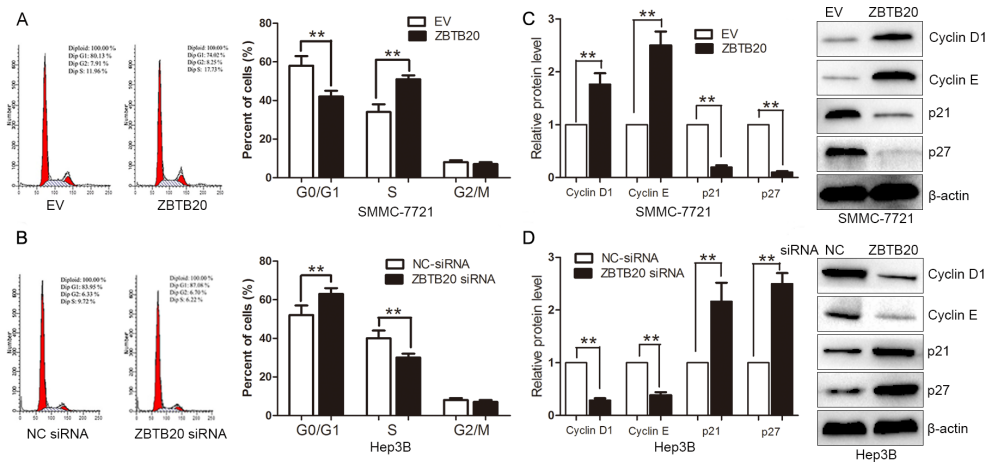 A
Diploid: 100.00 %
Dip G1: 80.13 %
Dip G2: 7.91 %
Dip S: 11.96 %
Number
EV
Diploid: 100.00 %
Dip G1: 74.02 %
Dip G2: 8.25 %
Dip S: 17.73 %
ZBTB20
Percent of cells (%)
80
60
40
20
0
EV
ZBTB20
**
**
G0/G1 S G2/M
SMMC-7721
C
Relative protein level
3
2
1
0
EV
ZBTB20
**
**
**
**
Cyclin D1 Cyclin E p21 p27
SMMC-7721
EV ZBTB20
Cyclin D1
Cyclin E
p21
p27
β-actin
SMMC-7721
B
Diploid: 100.00 %
Dip G1: 83.95 %
Dip G2: 6.33 %
Dip S: 9.72 %
Number
NC siRNA
Diploid: 100.00 %
Dip G1: 87.08 %
Dip G2: 6.70 %
Dip S: 6.22 %
ZBTB20 siRNA
Percent of cells (%)
80
60
40
20
0
NC-siRNA
ZBTB20 siRNA
**
**
G0/G1 S G2/M
Hep3B
D
Relative protein level
3
2
1
0
NC-siRNA
ZBTB20 siRNA
**
**
**
**
Cyclin D1 Cyclin E p21 p27
Hep3B
siRNA NC ZBTB20
Cyclin D1
Cyclin E
p21
p27
β-actin
Hep3B